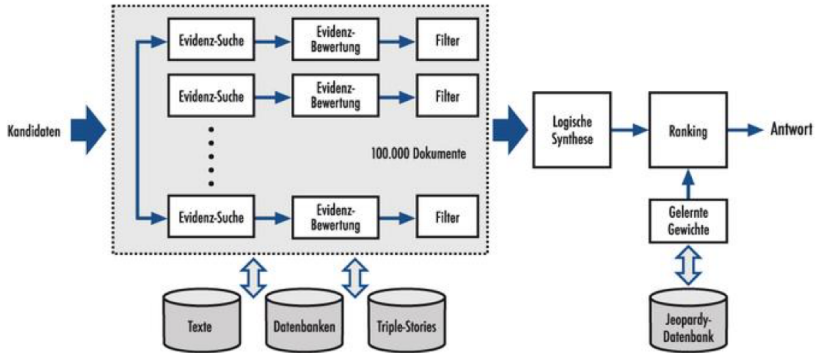 Evidenz-Suche
Evidenz-
Bewertung
Filter
Evidenz-Suche
Evidenz-
Bewertung
Filter
Kandidaten
100.000 Dokumente
Logische
Synthese
Ranking
Antwort
Evidenz-Suche
Evidenz-
Bewertung
Filter
Gelernte
Gewichte
Texte
Datenbanken
Triple-Stories
Jeopardy-
Datenbank